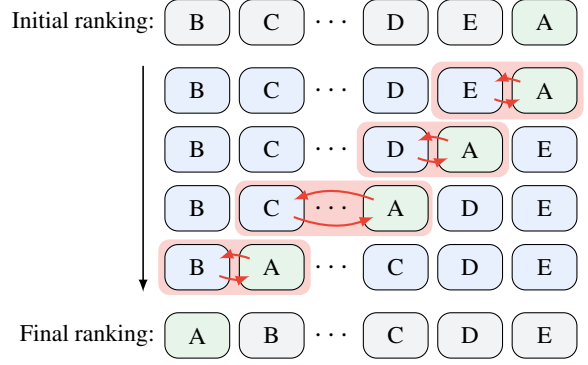 Initial ranking: B C ··· D E A
B C ··· D E A
B C ··· D A E
B C ··· A D E
B A ··· C D E
Final ranking: A B ··· C D E